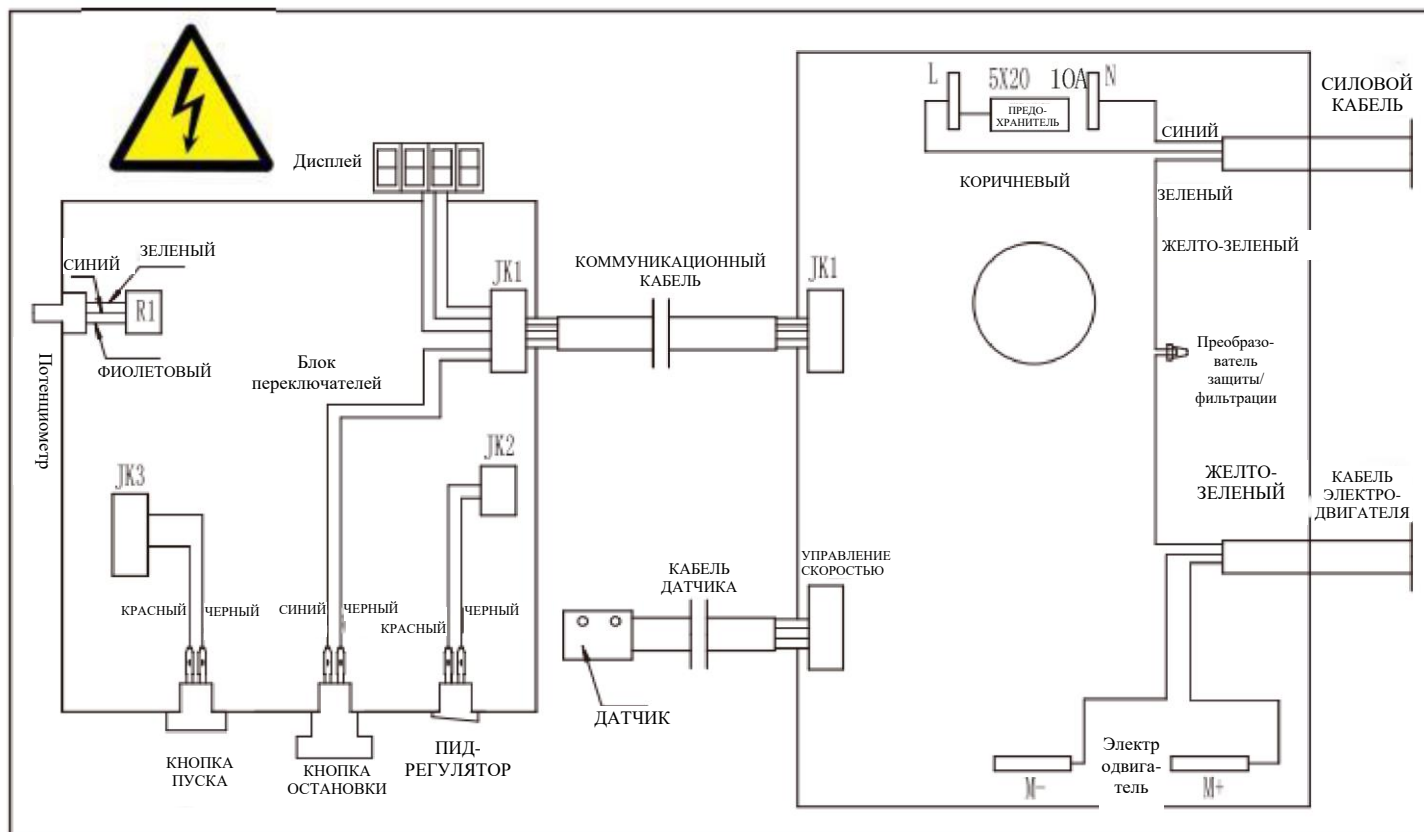 L
5X20
10A
N
ПРЕДО-
ХРАНИТЕЛЬ
СИЛОВОЙ
КАБЕЛЬ
СИНИЙ
КОРИЧНЕВЫЙ
ЗЕЛЕНЫЙ
ЖЕЛТО-ЗЕЛЕНЫЙ
Дисплей
ЗЕЛЕНЫЙ
СИНИЙ
R1
ФИОЛЕТОВЫЙ
Потенциометр
Блок
переключателей
JK1
КОММУНИКАЦИОННЫЙ
КАБЕЛЬ
JK1
Преобразо-
ватель
защиты/
фильтрации
JK3
JK2
ЖЕЛТО-
ЗЕЛЕНЫЙ
КАБЕЛЬ
ЭЛЕКТРО-
ДВИГАТЕЛЯ
УПРАВЛЕНИЕ
СКОРОСТЬЮ
КАБЕЛЬ
ДАТЧИКА
КРАСНЫЙ
ЧЕРНЫЙ
СИНИЙ
ЧЕРНЫЙ
КРАСНЫЙ
ЧЕРНЫЙ
ДАТЧИК
КНОПКА
ПУСКА
КНОПКА
ОСТАНОВКИ
ПИД-
РЕГУЛЯТОР
M-
Электр
одвига-
тель
M+